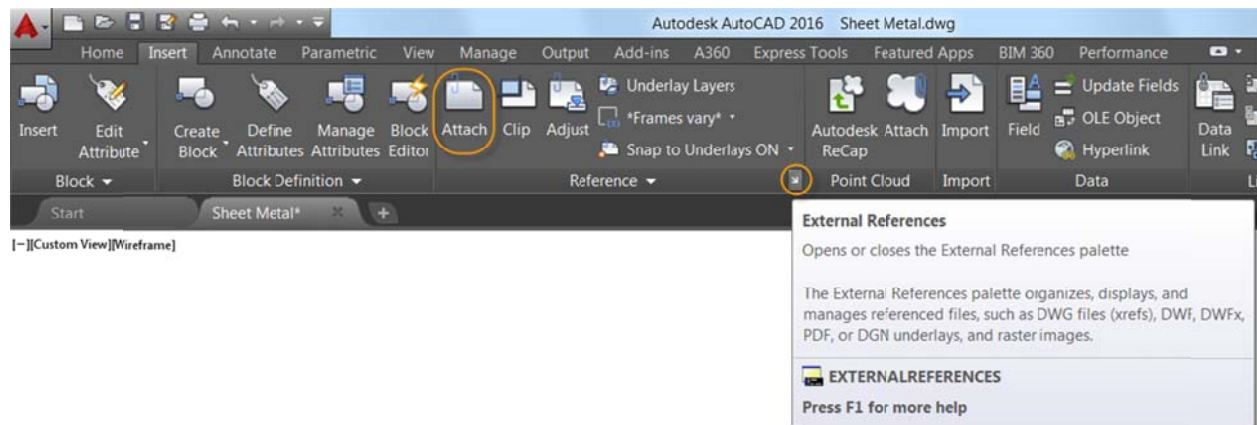 Autodesk AutoCAD 2016 Sheet Metal.dwg
Home Insert Annotate Parametric View Manage Output Add-ins A360 Express Tools Featured Apps BIM 360 Performance
Insert
Edit Attribute
Create Block
Define Attributes
Manage Attributes
Block Editor
Attach
Clip
Adjust
Underlay Layers
*Frames vary*
Snap to Underlays ON
Autodesk ReCap
Attach
Import
Field
Update Fields
OLE Object
Hyperlink
Data Link
Block
Block Definition
Reference
Point Cloud
Import
Data
Start
Sheet Metal*
[-][Custom View][Wireframe]
External References
Opens or closes the External References palette
The External References palette organizes, displays, and
manages referenced files, such as DWG files (xrefs), DWF, DWFx,
PDF, or DGN underlays, and raster images.
EXTERNALREFERENCES
Press F1 for more help